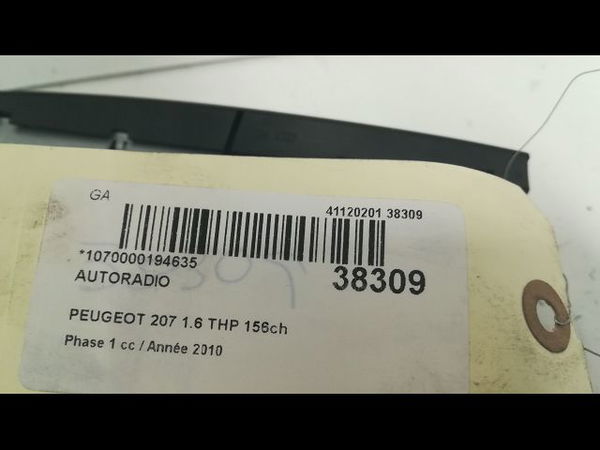 GA
41120201 38309
*1070000194635
38309
AUTORADIO
PEUGEOT 207 1.6 THP 156ch
Phase 1 cc / Année 2010